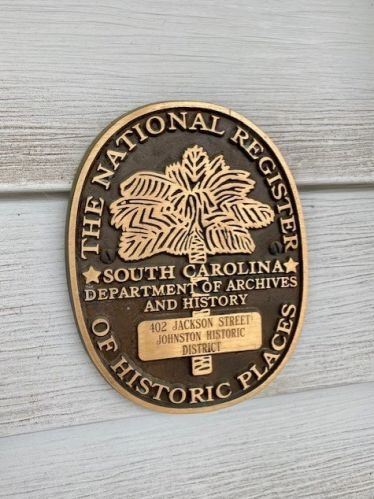 THE NATIONAL REGISTER
OF HISTORIC PLACES
SOUTH CAROLINA
DEPARTMENT OF ARCHIVES
AND HISTORY
402 JACKSON STREET
JOHNSTON HISTORIC
DISTRICT